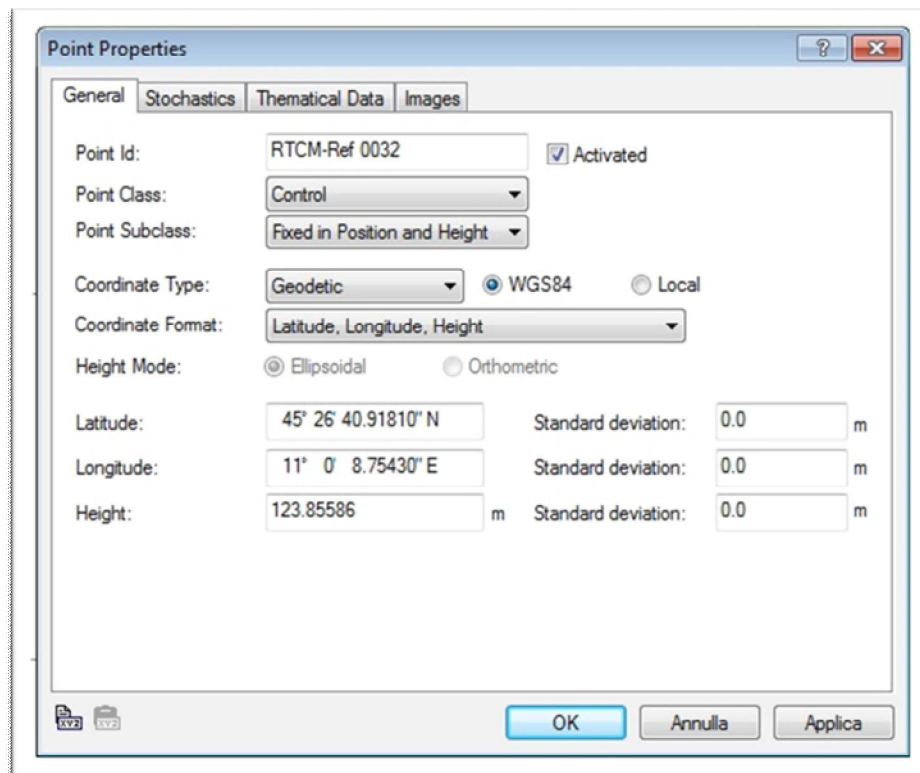 Point Properties
General Stochastics Thematical Data Images
Point Id: RTCM-Ref 0032 Activated
Point Class: Control
Point Subclass: Fixed in Position and Height
Coordinate Type: Geodetic WGS84 Local
Coordinate Format: Latitude, Longitude, Height
Height Mode: Ellipsoidal Orthometric
Latitude: 45° 26' 40.91810" N Standard deviation: 0.0 m
Longitude: 11° 0' 8.75430" E Standard deviation: 0.0 m
Height: 123.85586 m Standard deviation: 0.0 m
XYZ XYZ OK Annulla Applica